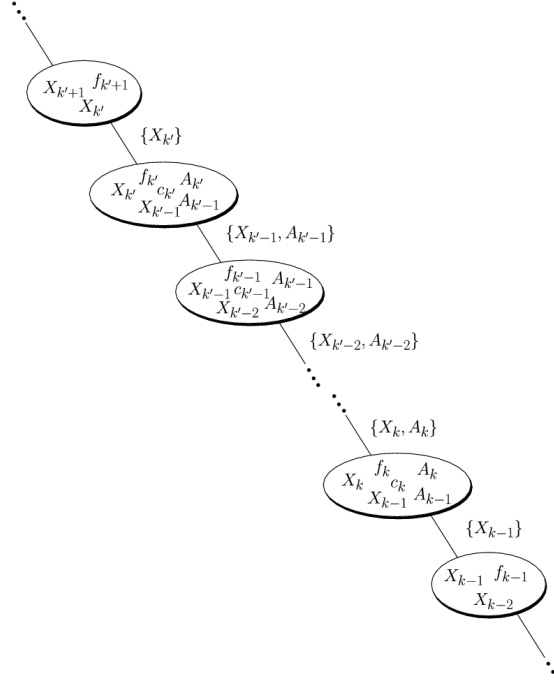 X_{k'+1} f_{k'+1}
X_{k'}
{X_{k'}}
f_{k'} A_{k'}
X_{k'} c_{k'}
X_{k'−1} A_{k'−1}
{X_{k'−1}, A_{k'−1}}
f_{k'−1} A_{k'−1}
X_{k'−1} c_{k'−1}
X_{k'−2} A_{k'−2}
{X_{k'−2}, A_{k'−2}}
{X_k, A_k}
f_k A_k
X_k c_k
X_{k−1} A_{k−1}
{X_{k−1}}
X_{k−1} f_{k−1}
X_{k−2}